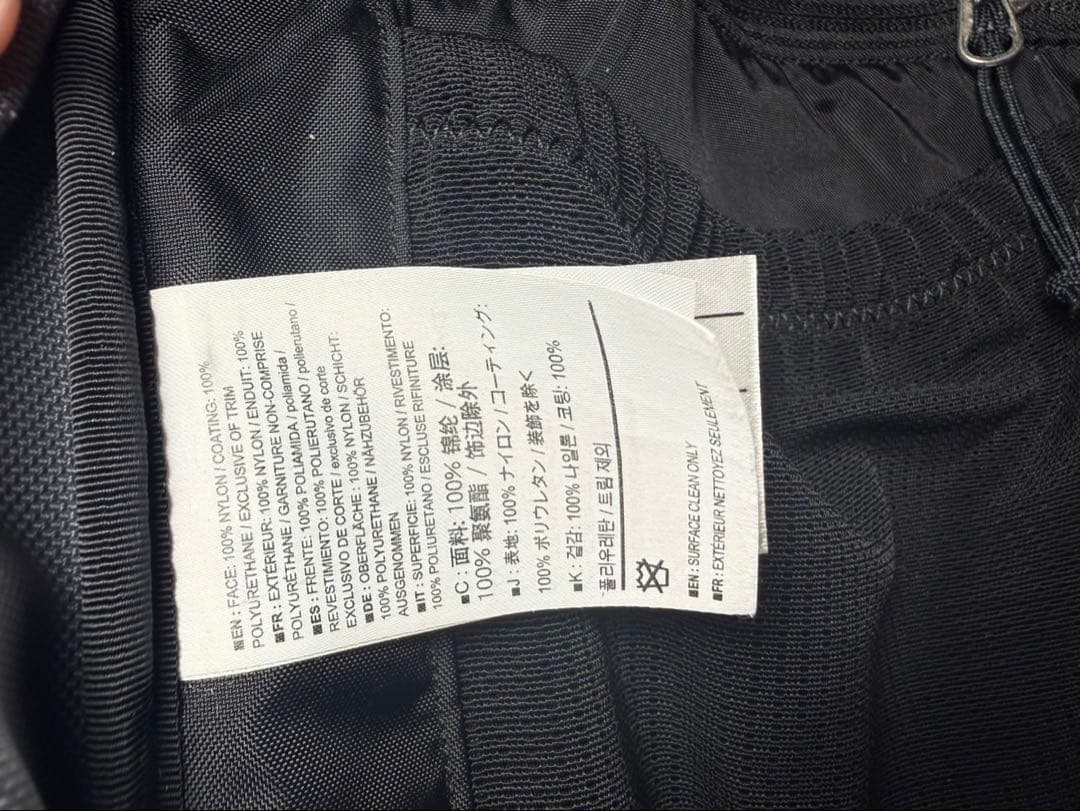 EN : FACE: 100% NYLON / COATING: 100%
POLYURETHANE / EXCLUSIVE OF TRIM
FR : EXTÉRIEUR: 100% NYLON / ENDUIT: 100%
POLYURÉTHANE / GARNITURE NON-COMPRISE
ES : FRENTE: 100% POLIAMIDA / poliamida /
REVESTIMENTO: 100% POLIERUTANO / polierutano /
EXCLUSIVO DE CORTE / exclusivo de corte
DE : OBERFLÄCHE : 100% NYLON / SCHICHT:
100% POLYURETHANE / NÄHZUBEHÖR
AUSGENOMMEN
IT : SUPERFICIE: 100% NYLON / RIVESTIMENTO:
100% POLIURETANO / ESCLUSE RIFINITURE
C : 面料: 100% 锦纶 / 涂层:
100% 聚氨酯 / 饰边除外
J : 表地: 100% ナイロン / コーティング:
100% ポリウレタン / 装飾を除く
K : 겉감: 100% 나일론 / 코팅: 100%
폴리우레탄 / 트림 제외
EN : SURFACE CLEAN ONLY
FR : EXTÉRIEUR NETTOYEZ SEULEMENT